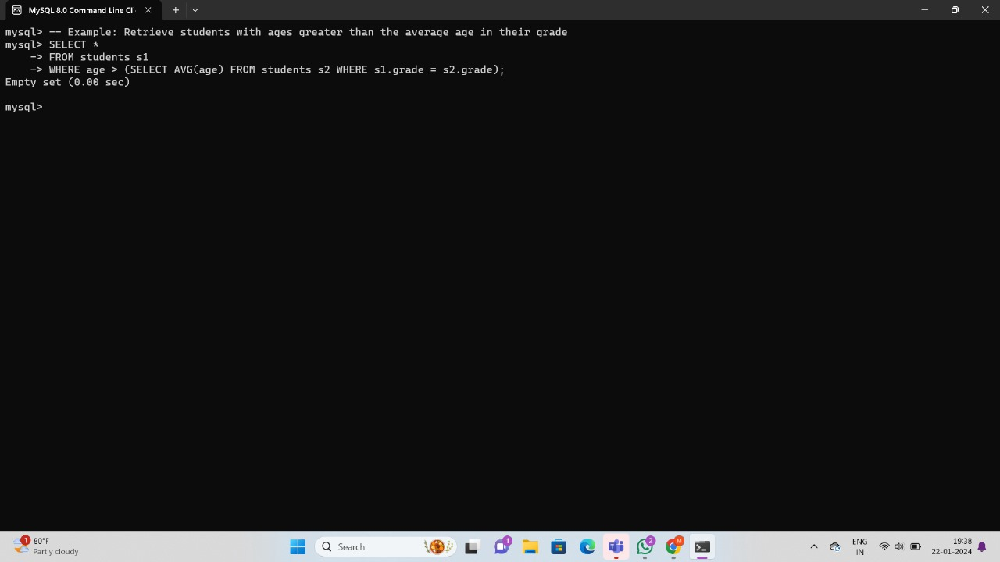 MySQL 8.0 Command Line Cli
mysql> -- Example: Retrieve students with ages greater than the average age in their grade
mysql> SELECT *
    -> FROM students s1
    -> WHERE age > (SELECT AVG(age) FROM students s2 WHERE s1.grade = s2.grade);
Empty set (0.00 sec)
mysql>
1
80°F
Partly cloudy
Search
1
2
M
ENG
IN
19:38
22-01-2024